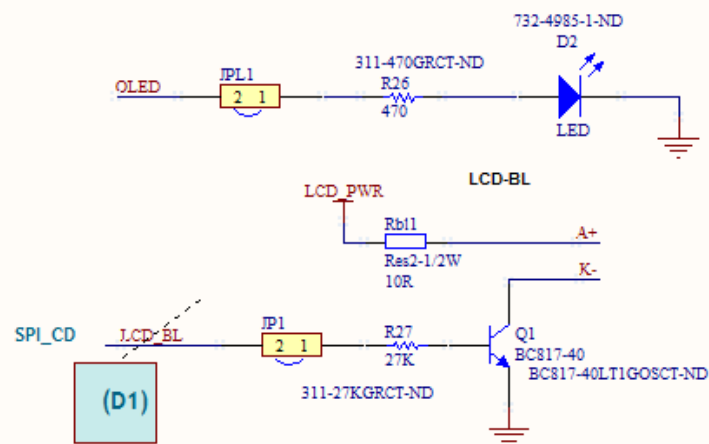 732-4985-1-ND
D2
311-470GRCT-ND
JPL1
R26
OLED
2 1
470
LED
LCD-BL
LCD_PWR
Rbl1
A+
Res2-1/2W
10R
K-
SPI_CD
LCD_BL
JP1
2 1
R27
27K
Q1
BC817-40
BC817-40LT1GOSCT-ND
311-27KGRCT-ND
(D1)